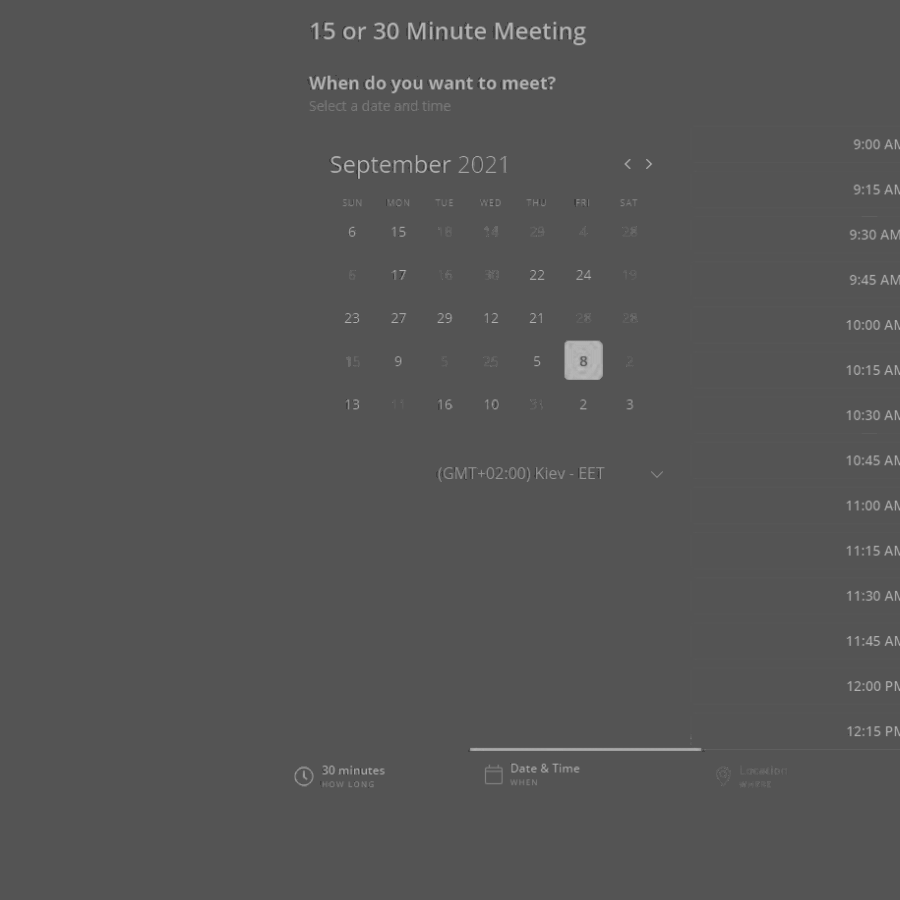 15 or 30 Minute Meeting
When do you want to meet?
Select a date and time
September 2021
SUN MON TUE WED THU FRI SAT
6 15 18 29 4
17 16 30 22 24 19
23 27 29 12 21 28 28
15 9 5 25 5 8 2
13 11 16 10 31 2 3
(GMT+02:00) Kiev - EET
9:00 AM
9:15 AM
9:30 AM
9:45 AM
10:00 AM
10:15 AM
10:30 AM
10:45 AM
11:00 AM
11:15 AM
11:30 AM
11:45 AM
12:00 PM
12:15 PM
30 minutes
HOW LONG
Date & Time
WHEN
Location
WHERE